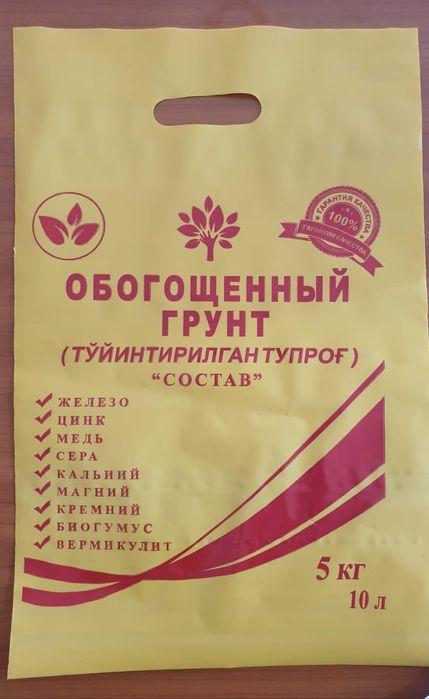 ГАРАНТИЯ КАЧЕСТВА
100%
ГАРАНТИЯ КАЧЕСТВА
ОБОГОЩЕННЫЙ
ГРУНТ
(ТЎЙИНТИРИЛГАН ТУПРОҒ)
“СОСТАВ”
ЖЕЛЕЗО
ЦИНК
МЕДЬ
СЕРА
КАЛЬИИЙ
МАГНИЙ
КРЕМНИЙ
БИОГУМУС
ВЕРМИКУЛИТ
5 кг
10 л